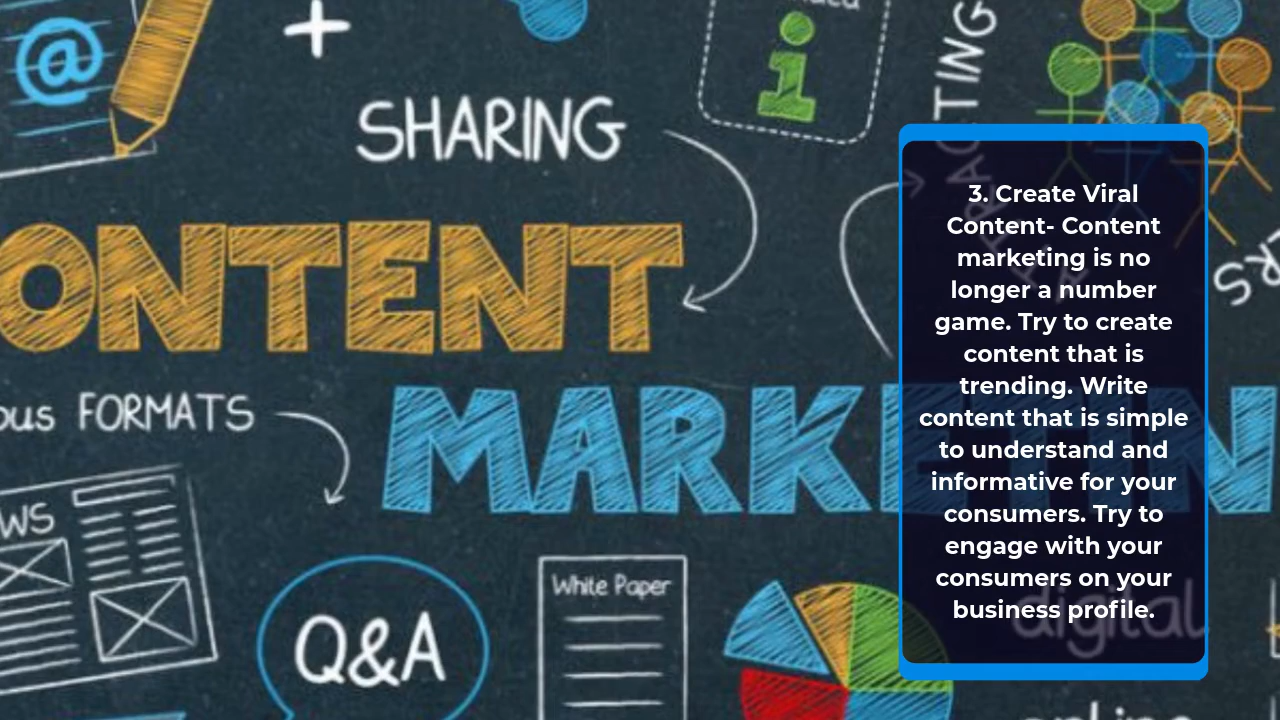 @
+
SHARING
i
ONTENT
ous FORMATS
MARK
N
WS
Q&A
White Paper
digital
3. Create Viral
Content- Content
marketing is no
longer a number
game. Try to create
content that is
trending. Write
content that is simple
to understand and
informative for your
consumers. Try to
engage with your
consumers on your
business profile.